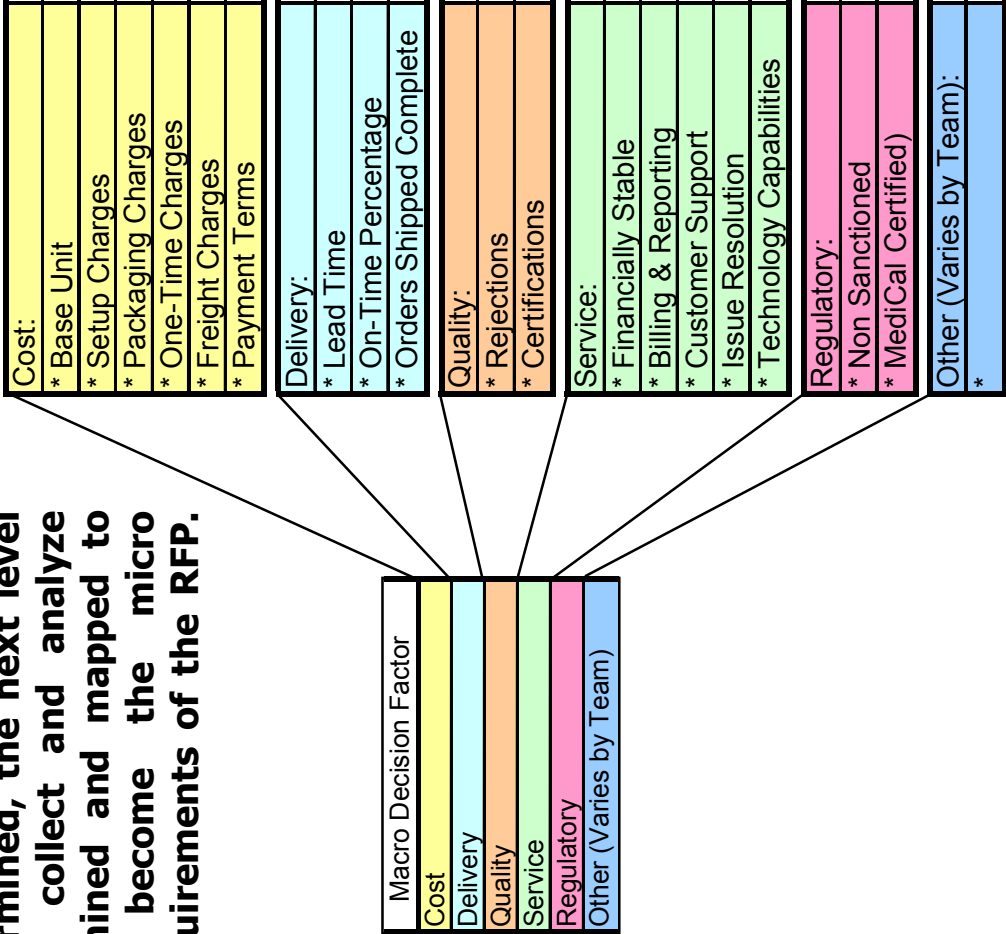 the next level
collect and analyze
and mapped to
become the micro
of the RFP.
Macro Decision Factor
Cost
Delivery
Quality
Service
Regulatory
Other (Varies by Team)
Cost:
* Base Unit
* Setup Charges
* Packaging Charges
* One-Time Charges
* Freight Charges
* Payment Terms
Delivery:
* Lead Time
* On-Time Percentage
* Orders Shipped Complete
Quality:
* Rejections
* Certifications
Service:
* Financially Stable
* Billing & Reporting
* Customer Support
* Issue Resolution
* Technology Capabilities
Regulatory:
* Non Sanctioned
* MediCal Certified)
Other (Varies by Team):
*